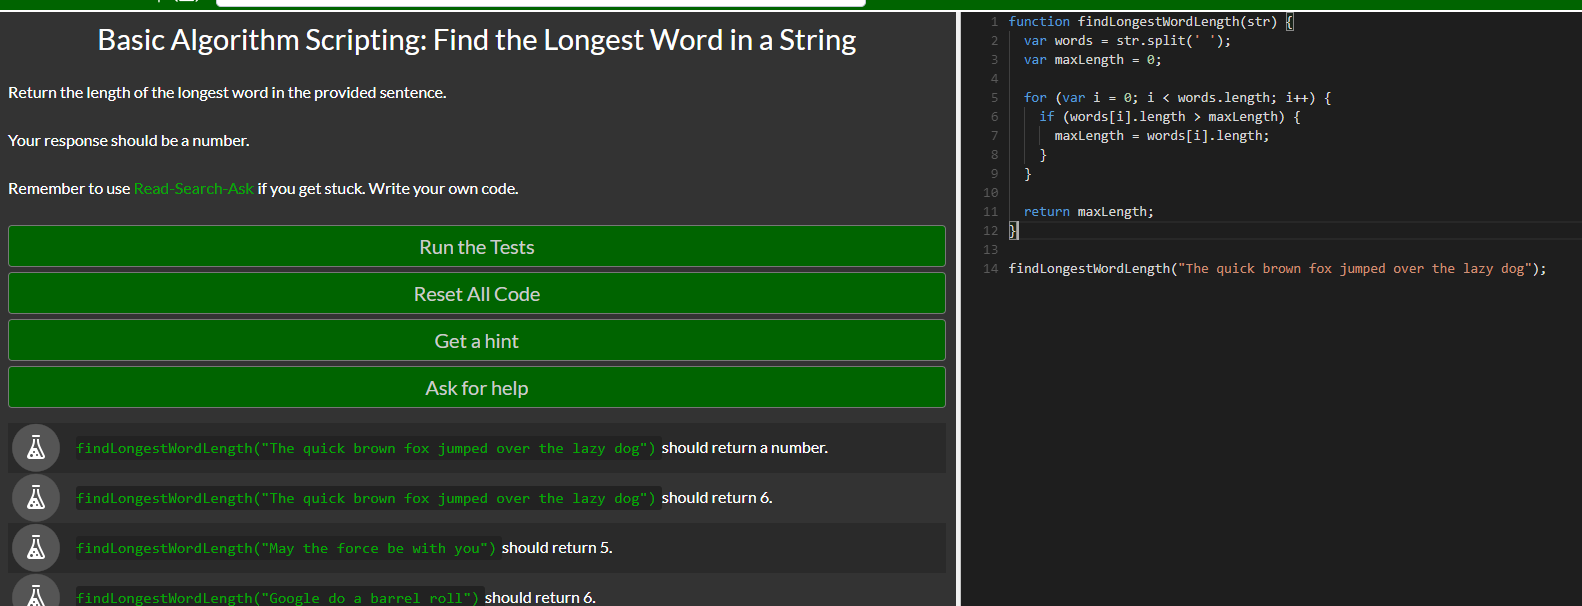 Basic Algorithm Scripting: Find the Longest Word in a String
Return the length of the longest word in the provided sentence.
Your response should be a number.
Remember to use Read-Search-Ask if you get stuck. Write your own code.
Run the Tests
Reset All Code
Get a hint
Ask for help
findLongestWordLength("The quick brown fox jumped over the lazy dog") should return a number.
findLongestWordLength("The quick brown fox jumped over the lazy dog") should return 6.
findLongestWordLength("May the force be with you") should return 5.
findLongestWordLength("Google do a barrel roll") should return 6.
1 function findLongestWordLength(str) {
2   var words = str.split(' ');
3   var maxLength = 0;
4
5   for (var i = 0; i < words.length; i++) {
6     if (words[i].length > maxLength) {
7       maxLength = words[i].length;
8     }
9   }
10
11   return maxLength;
12 }
13
14 findLongestWordLength("The quick brown fox jumped over the lazy dog");